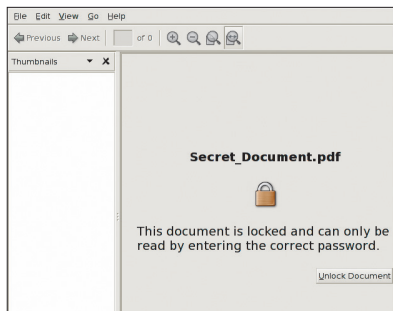 File Edit View Go Help
Previous Next of 0
Thumbnails
Secret_Document.pdf
This document is locked and can only be
read by entering the correct password.
Unlock Document